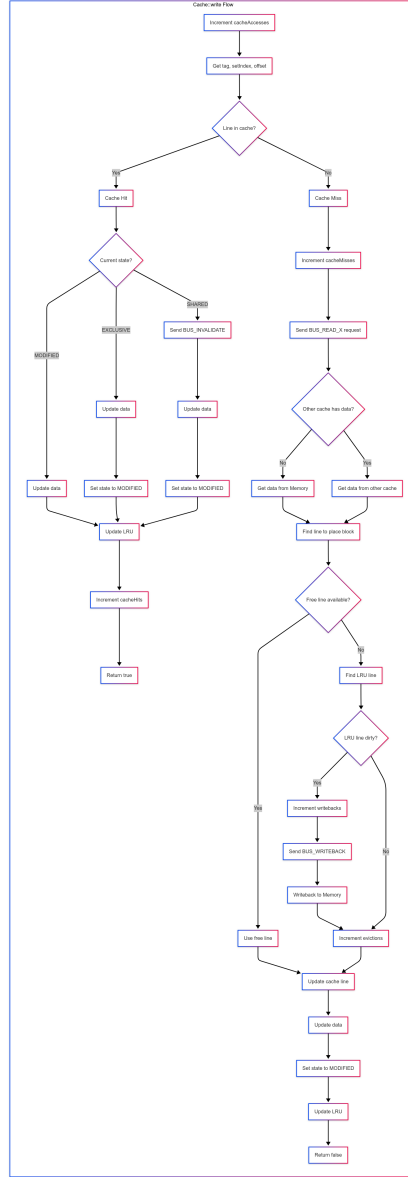 Cache::write Flow
Increment cacheAccesses
Get tag, setIndex, offset
Line in cache?
Yes
No
Cache Hit
Cache Miss
Current state?
Increment cacheMisses
MODIFIED
EXCLUSIVE
SHARED
Send BUS_INVALIDATE
Send BUS_READ_X request
Update data
Update data
Other cache has data?
No
Yes
Update data
Set state to MODIFIED
Set state to MODIFIED
Get data from Memory
Get data from other cache
Update LRU
Find line to place block
Increment cacheHits
Free line available?
No
Return true
Find LRU line
LRU line dirty?
Yes
Yes
Increment writebacks
No
Send BUS_WRITEBACK
Writeback to Memory
Use free line
Increment evictions
Update cache line
Update data
Set state to MODIFIED
Update LRU
Return false